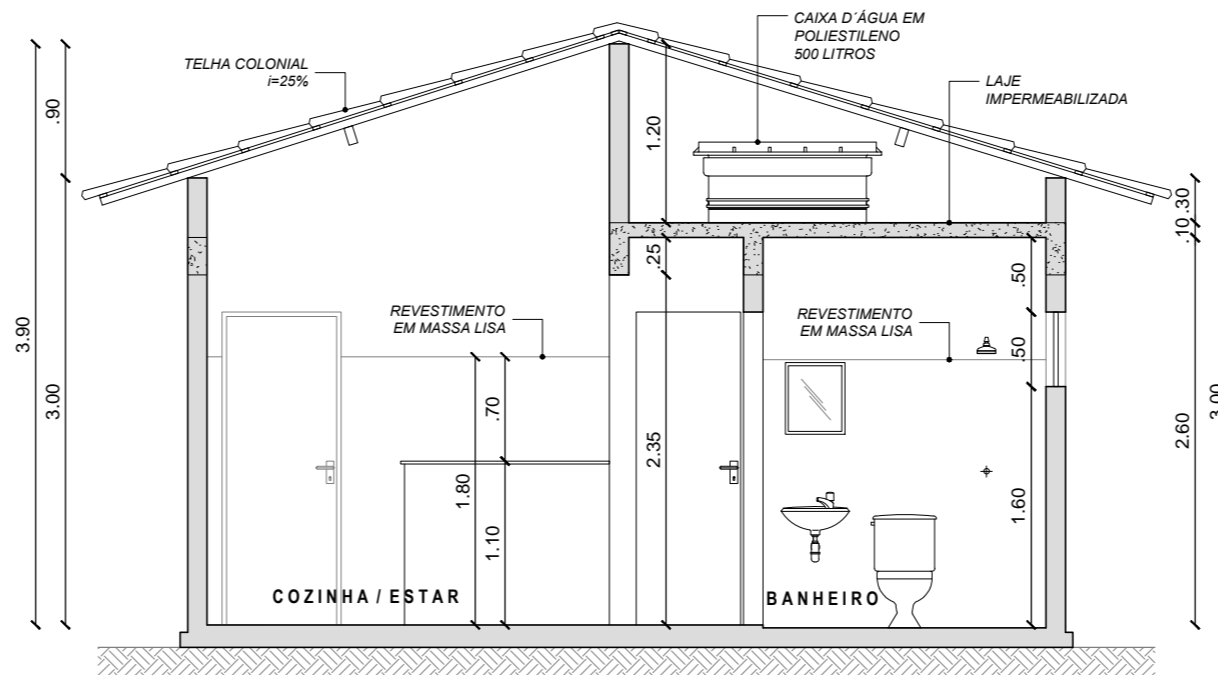 CAIXA D´ÁGUA EM
POLIESTILENO
500 LITROS
TELHA COLONIAL
i=25%
LAJE
IMPERMEABILIZADA
.90
1.20
.30
.10
.25
.50
REVESTIMENTO
EM MASSA LISA
REVESTIMENTO
EM MASSA LISA
.50
3.90
3.00
.70
1.80
1.10
2.35
1.60
2.60
3.00
COZINHA / ESTAR
BANHEIRO